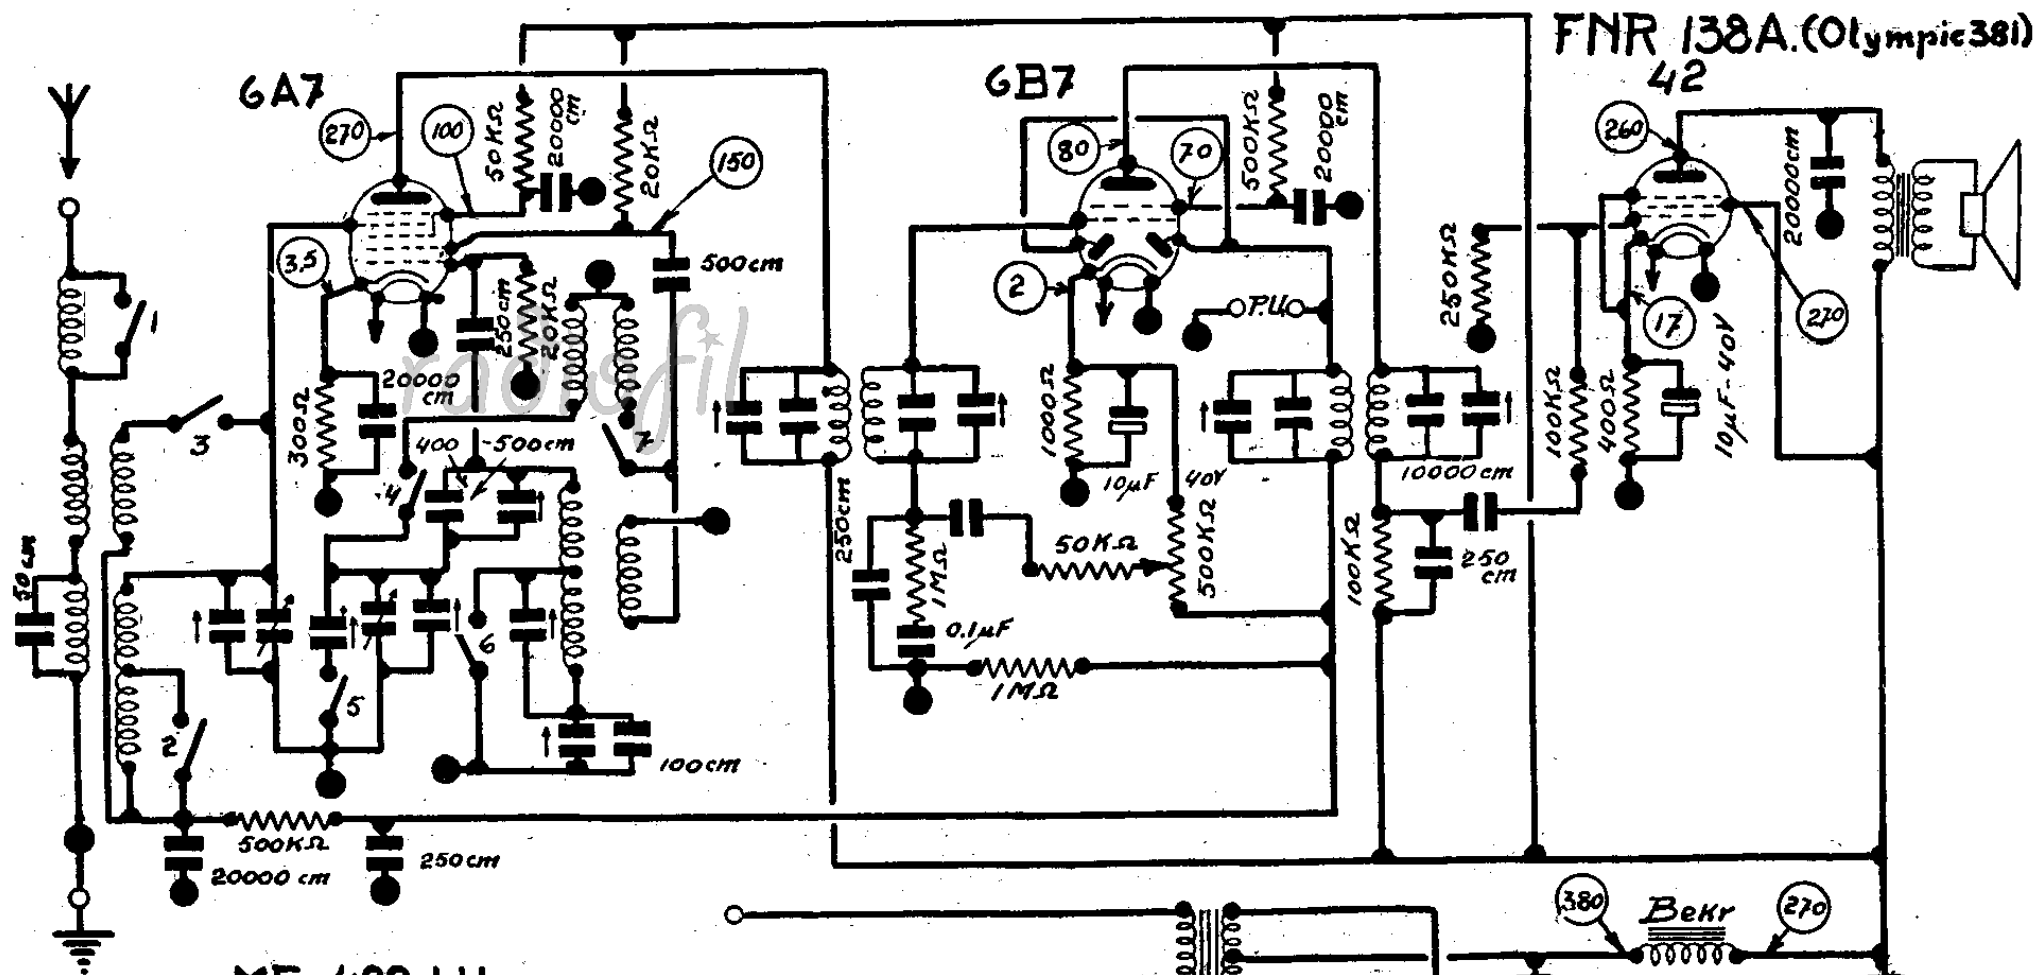 FNR 138A.(Olympic381)
42
6A7
6B7
270
100
50KΩ
20000
cm
20KΩ
150
80
70
500KΩ
20000
cm
260
20000cm
3,5
500cm
250cm
20KΩ
2
P.U.
250KΩ
17
270
radiofil
1
300Ω
20000
cm
3
400
-500cm
7
4
1000Ω
10µF
40V
10000cm
100KΩ
400Ω
10µF-40V
50cm
250cm
50KΩ
500KΩ
100KΩ
250
cm
1MΩ
0.1µF
6
5
1MΩ
2
100cm
500KΩ
20000 cm
250cm
380
Bekr
270